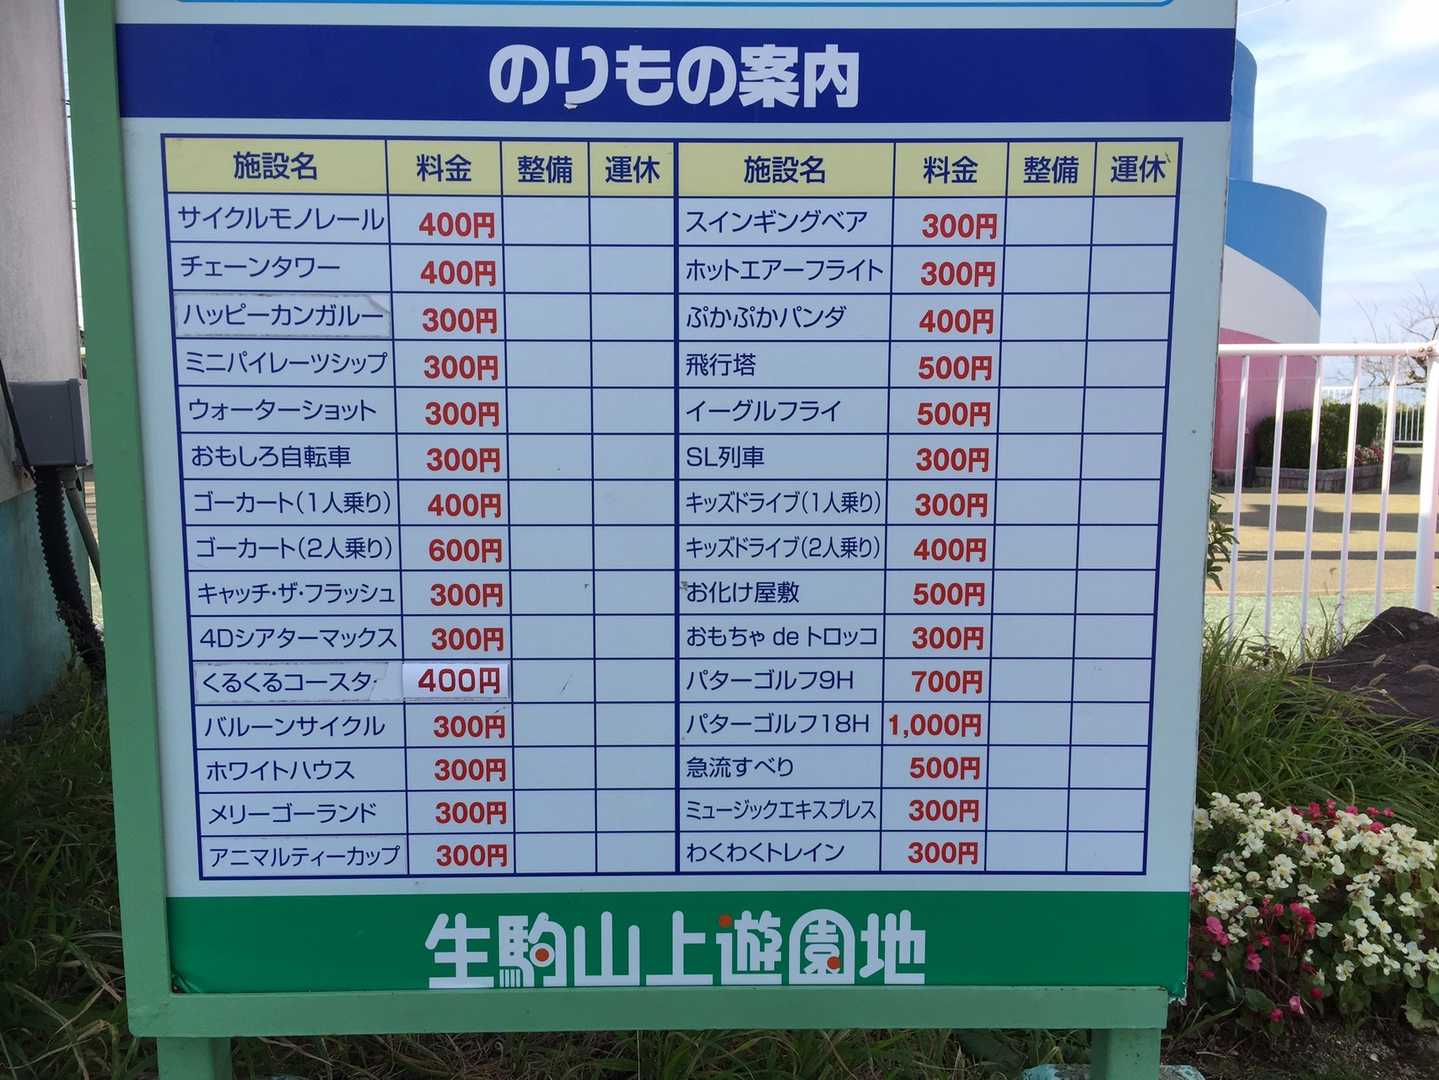 のりもの案内
施設名 料金 整備 運休 施設名 料金 整備 運休
サイクルモノレール 400円 スインギングベア 300円
チェーンタワー 400円 ホットエアーフライト 300円
ハッピーカンガルー 300円 ぷかぷかパンダ 400円
ミニパイレーツシップ 300円 飛行塔 500円
ウォーターショット 300円 イーグルフライ 500円
おもしろ自転車 300円 SL列車 300円
ゴーカート(1人乗り) 400円 キッズドライブ(1人乗り) 300円
ゴーカート(2人乗り) 600円 キッズドライブ(2人乗り) 400円
キャッチ・ザ・フラッシュ 300円 お化け屋敷 500円
4Dシアターマックス 300円 おもちゃ de トロッコ 300円
くるくるコースター 400円 パターゴルフ9H 700円
バルーンサイクル 300円 パターゴルフ18H 1,000円
ホワイトハウス 300円 急流すべり 500円
メリーゴーランド 300円 ミュージックエキスプレス 300円
アニマルティーカップ 300円 わくわくトレイン 300円
生駒山上遊園地